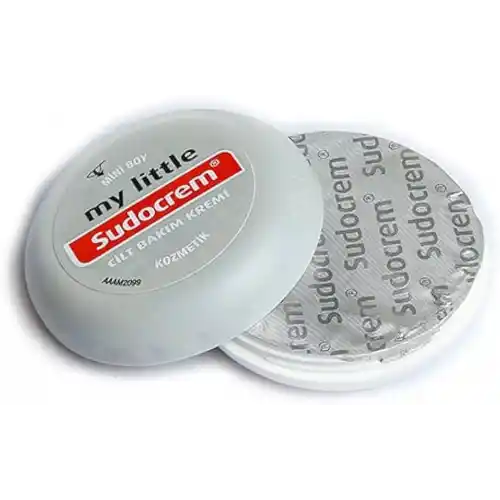 MINI BOY
my little
Sudocrem®
CİLT BAKIM KREMİ
KOZMETİK
AAAM2099
Sudocrem
Sudocrem
Sudocrem
Sudocrem